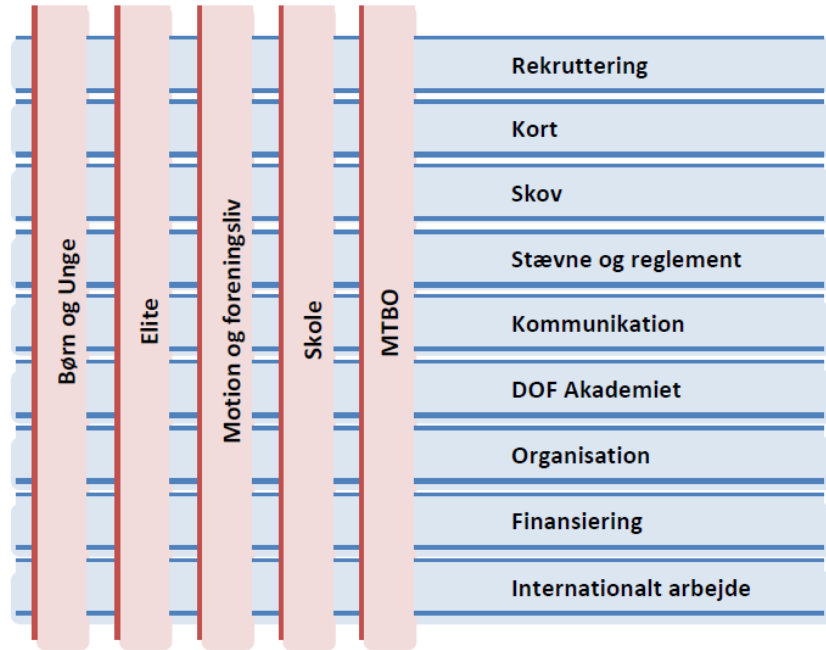 Børn og Unge
Elite
Motion og foreningsliv
Skole
MTBO
Rekruttering
Kort
Skov
Stævne og reglement
Kommunikation
DOF Akademiet
Organisation
Finansiering
Internationalt arbejde